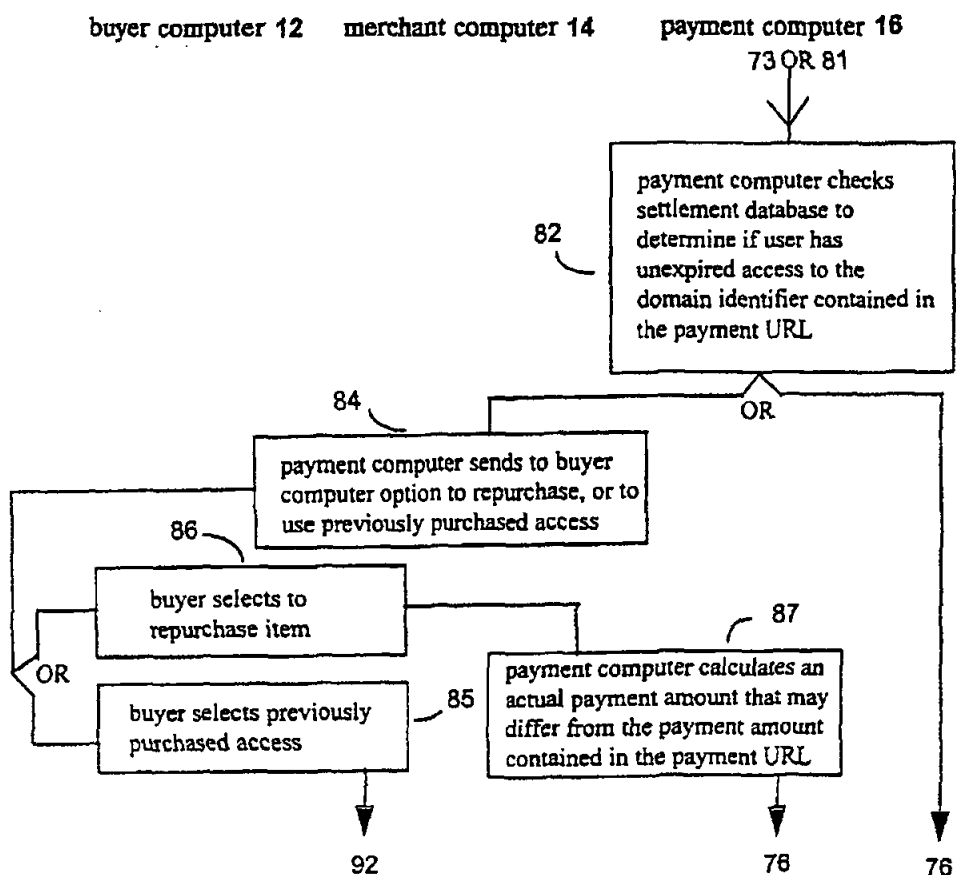 buyer computer 12 merchant computer 14 payment computer 16
73 OR 81
payment computer checks
settlement database to
determine if user has
unexpired access to the
domain identifier contained in
the payment URL
82
OR
84
payment computer sends to buyer
computer option to repurchase, or to
use previously purchased access
86
buyer selects to
repurchase item
OR
87
payment computer calculates an
actual payment amount that may
differ from the payment amount
contained in the payment URL
buyer selects previously
purchased access
85
92
76
76